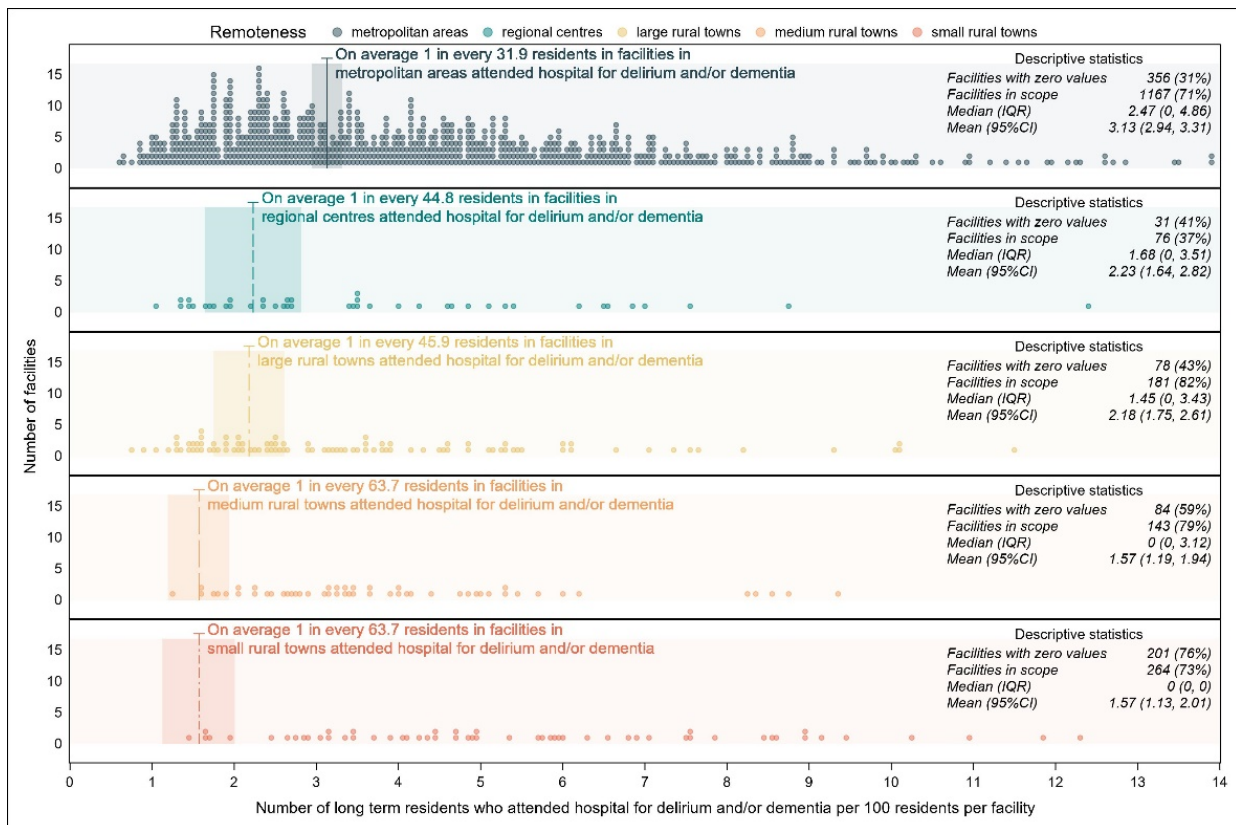 Remoteness metropolitan areas regional centres large rural towns medium rural towns small rural towns
On average 1 in every 31.9 residents in facilities in
metropolitan areas attended hospital for delirium and/or dementia
Descriptive statistics
Facilities with zero values 356 (31%)
Facilities in scope 1167 (71%)
Median (IQR) 2.47 (0, 4.86)
Mean (95%CI) 3.13 (2.94, 3.31)
15
10
5
0
On average 1 in every 44.8 residents in facilities in
regional centres attended hospital for delirium and/or dementia
Descriptive statistics
Facilities with zero values 31 (41%)
Facilities in scope 76 (37%)
Median (IQR) 1.68 (0, 3.51)
Mean (95%CI) 2.23 (1.64, 2.82)
15
10
5
0
On average 1 in every 45.9 residents in facilities in
large rural towns attended hospital for delirium and/or dementia
Descriptive statistics
Facilities with zero values 78 (43%)
Facilities in scope 181 (82%)
Median (IQR) 1.45 (0, 3.43)
Mean (95%CI) 2.18 (1.75, 2.61)
15
10
5
0
Number of facilities
On average 1 in every 63.7 residents in facilities in
medium rural towns attended hospital for delirium and/or dementia
Descriptive statistics
Facilities with zero values 84 (59%)
Facilities in scope 143 (79%)
Median (IQR) 0 (0, 3.12)
Mean (95%CI) 1.57 (1.19, 1.94)
15
10
5
0
On average 1 in every 63.7 residents in facilities in
small rural towns attended hospital for delirium and/or dementia
Descriptive statistics
Facilities with zero values 201 (76%)
Facilities in scope 264 (73%)
Median (IQR) 0 (0, 0)
Mean (95%CI) 1.57 (1.13, 2.01)
15
10
5
0
0 1 2 3 4 5 6 7 8 9 10 11 12 13 14
Number of long term residents who attended hospital for delirium and/or dementia per 100 residents per facility